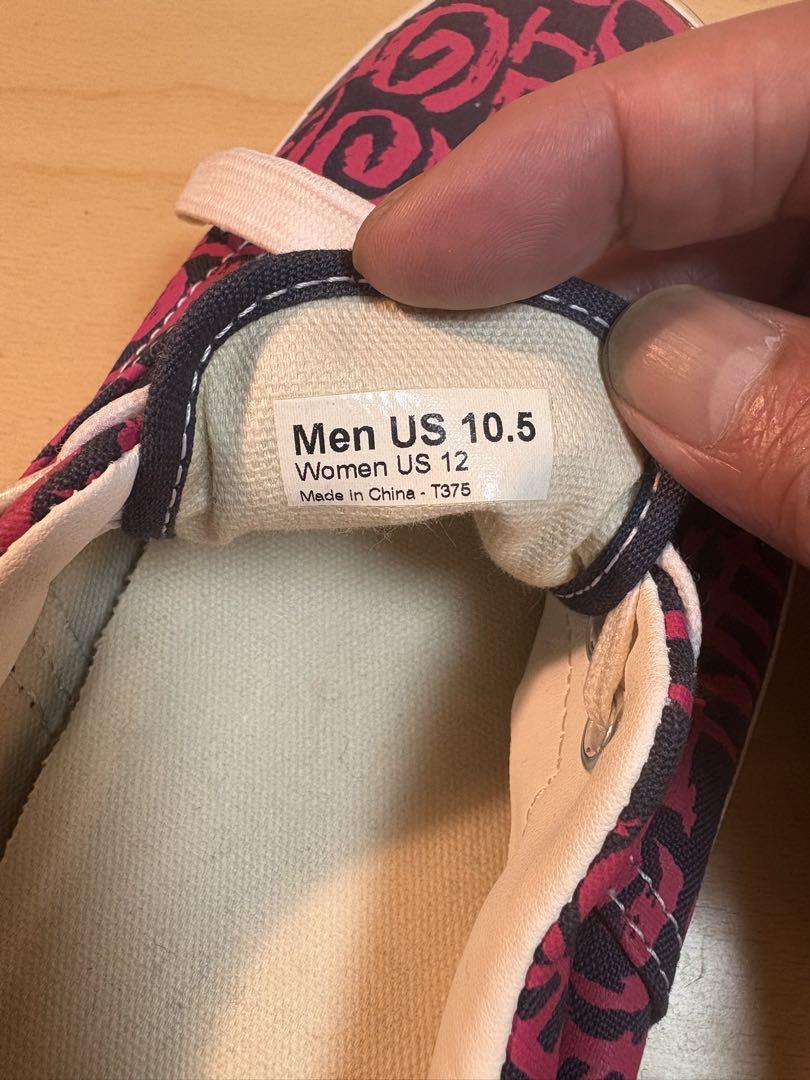 Men US 10.5
Women US 12
Made in China - T375